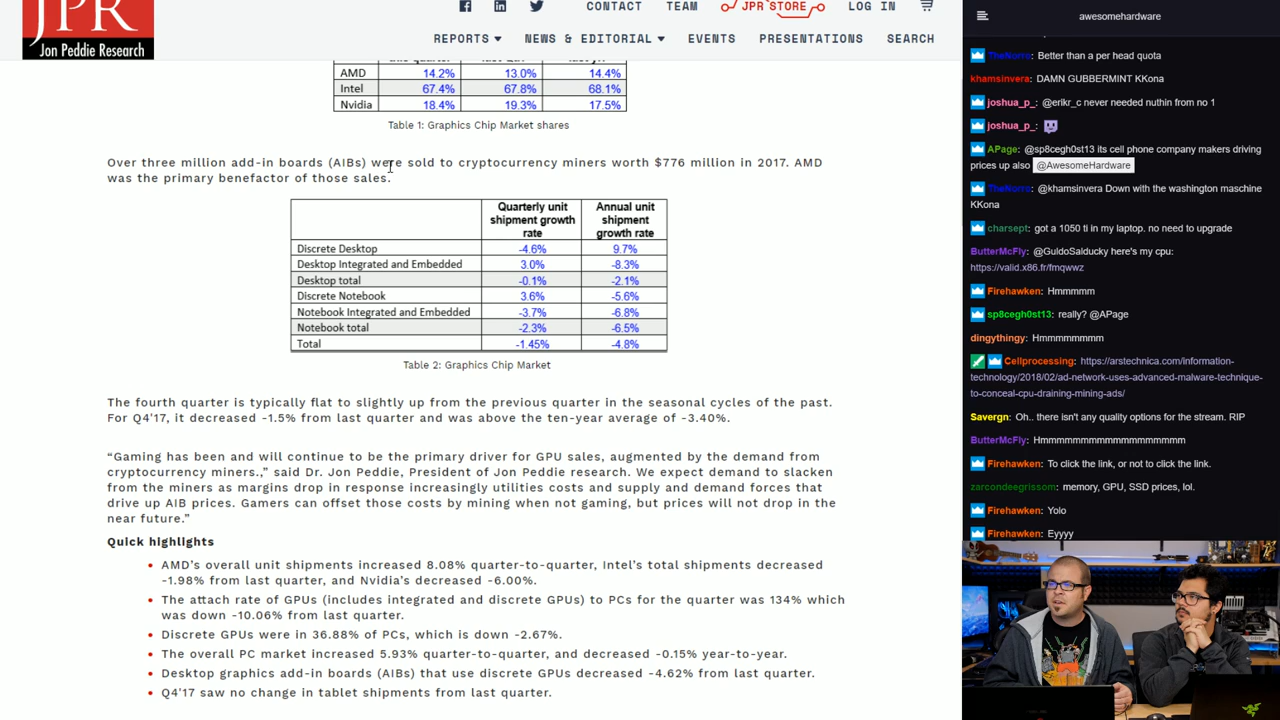 JPR
Jon Peddie Research
CONTACT TEAM JPR STORE LOG IN
REPORTS NEWS & EDITORIAL EVENTS PRESENTATIONS SEARCH
AMD 14.2% 13.0% 14.4%
Intel 67.4% 67.8% 68.1%
Nvidia 18.4% 19.3% 17.5%
Table 1: Graphics Chip Market shares
Over three million add-in boards (AIBs) were sold to cryptocurrency miners worth $776 million in 2017. AMD
was the primary benefactor of those sales.
Quarterly unit shipment growth rate Annual unit shipment growth rate
Discrete Desktop -4.6% 9.7%
Desktop Integrated and Embedded 3.0% -8.3%
Desktop total -0.1% -2.1%
Discrete Notebook 3.6% -5.6%
Notebook Integrated and Embedded -3.7% -6.8%
Notebook total -2.3% -6.5%
Total -1.45% -4.8%
Table 2: Graphics Chip Market
The fourth quarter is typically flat to slightly up from the previous quarter in the seasonal cycles of the past.
For Q4'17, it decreased -1.5% from last quarter and was above the ten-year average of -3.40%.
“Gaming has been and will continue to be the primary driver for GPU sales, augmented by the demand from
cryptocurrency miners.,” said Dr. Jon Peddie, President of Jon Peddie research. We expect demand to slacken
from the miners as margins drop in response increasingly utilities costs and supply and demand forces that
drive up AIB prices. Gamers can offset those costs by mining when not gaming, but prices will not drop in the
near future.”
Quick highlights
• AMD’s overall unit shipments increased 8.08% quarter-to-quarter, Intel’s total shipments decreased
-1.98% from last quarter, and Nvidia’s decreased -6.00%.
• The attach rate of GPUs (includes integrated and discrete GPUs) to PCs for the quarter was 134% which
was down -10.06% from last quarter.
• Discrete GPUs were in 36.88% of PCs, which is down -2.67%.
• The overall PC market increased 5.93% quarter-to-quarter, and decreased -0.15% year-to-year.
• Desktop graphics add-in boards (AIBs) that use discrete GPUs decreased -4.62% from last quarter.
• Q4'17 saw no change in tablet shipments from last quarter.
awesomehardware
TheNorro: Better than a per head quota
khamsinvera: DAMN GUBBERMINT KKona
joshua_p_: @erikr_c never needed nuthin from no 1
joshua_p_:
APage: @sp8cegh0st13 its cell phone company makers driving
prices up also @AwesomeHardware
TheNorro: @khamsinvera Down with the washington maschine
KKona
charsept: got a 1050 ti in my laptop. no need to upgrade
ButterMcFly: @GuldoSalducky here's my cpu:
https://valid.x86.fr/fmqwwz
Firehawken: Hmmmmm
sp8cegh0st13: really? @APage
dingythingy: Hmmmmmmmm
Cellprocessing: https://arstechnica.com/information-
technology/2018/02/ad-network-uses-advanced-malware-technique-
to-conceal-cpu-draining-mining-ads/
Savergn: Oh.. there isn't any quality options for the stream. RIP
ButterMcFly: Hmmmmmmmmmmmmmmmmmm
Firehawken: To click the link, or not to click the link.
zarcondeegrissom: memory, GPU, SSD prices, lol.
Firehawken: Yolo
Firehawken: Eyyyy